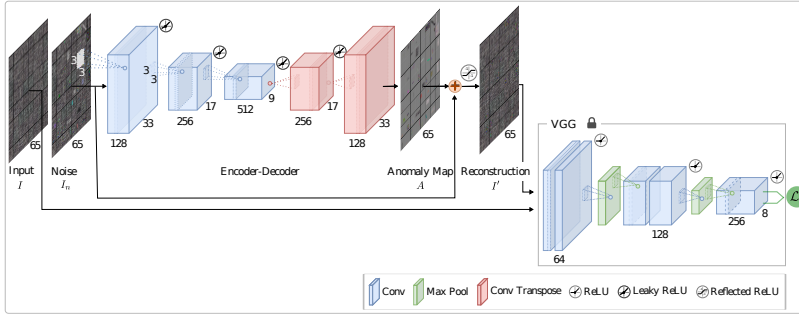 VGG
3
3
3
3
65
65
128
33
256
17
512
9
256
17
128
33
65
65
Input
I
Noise
Iₙ
Encoder-Decoder
Anomaly Map
A
Reconstruction
I′
64
128
256
8
ℒ
Conv
Max Pool
Conv Transpose
ReLU
Leaky ReLU
Reflected ReLU